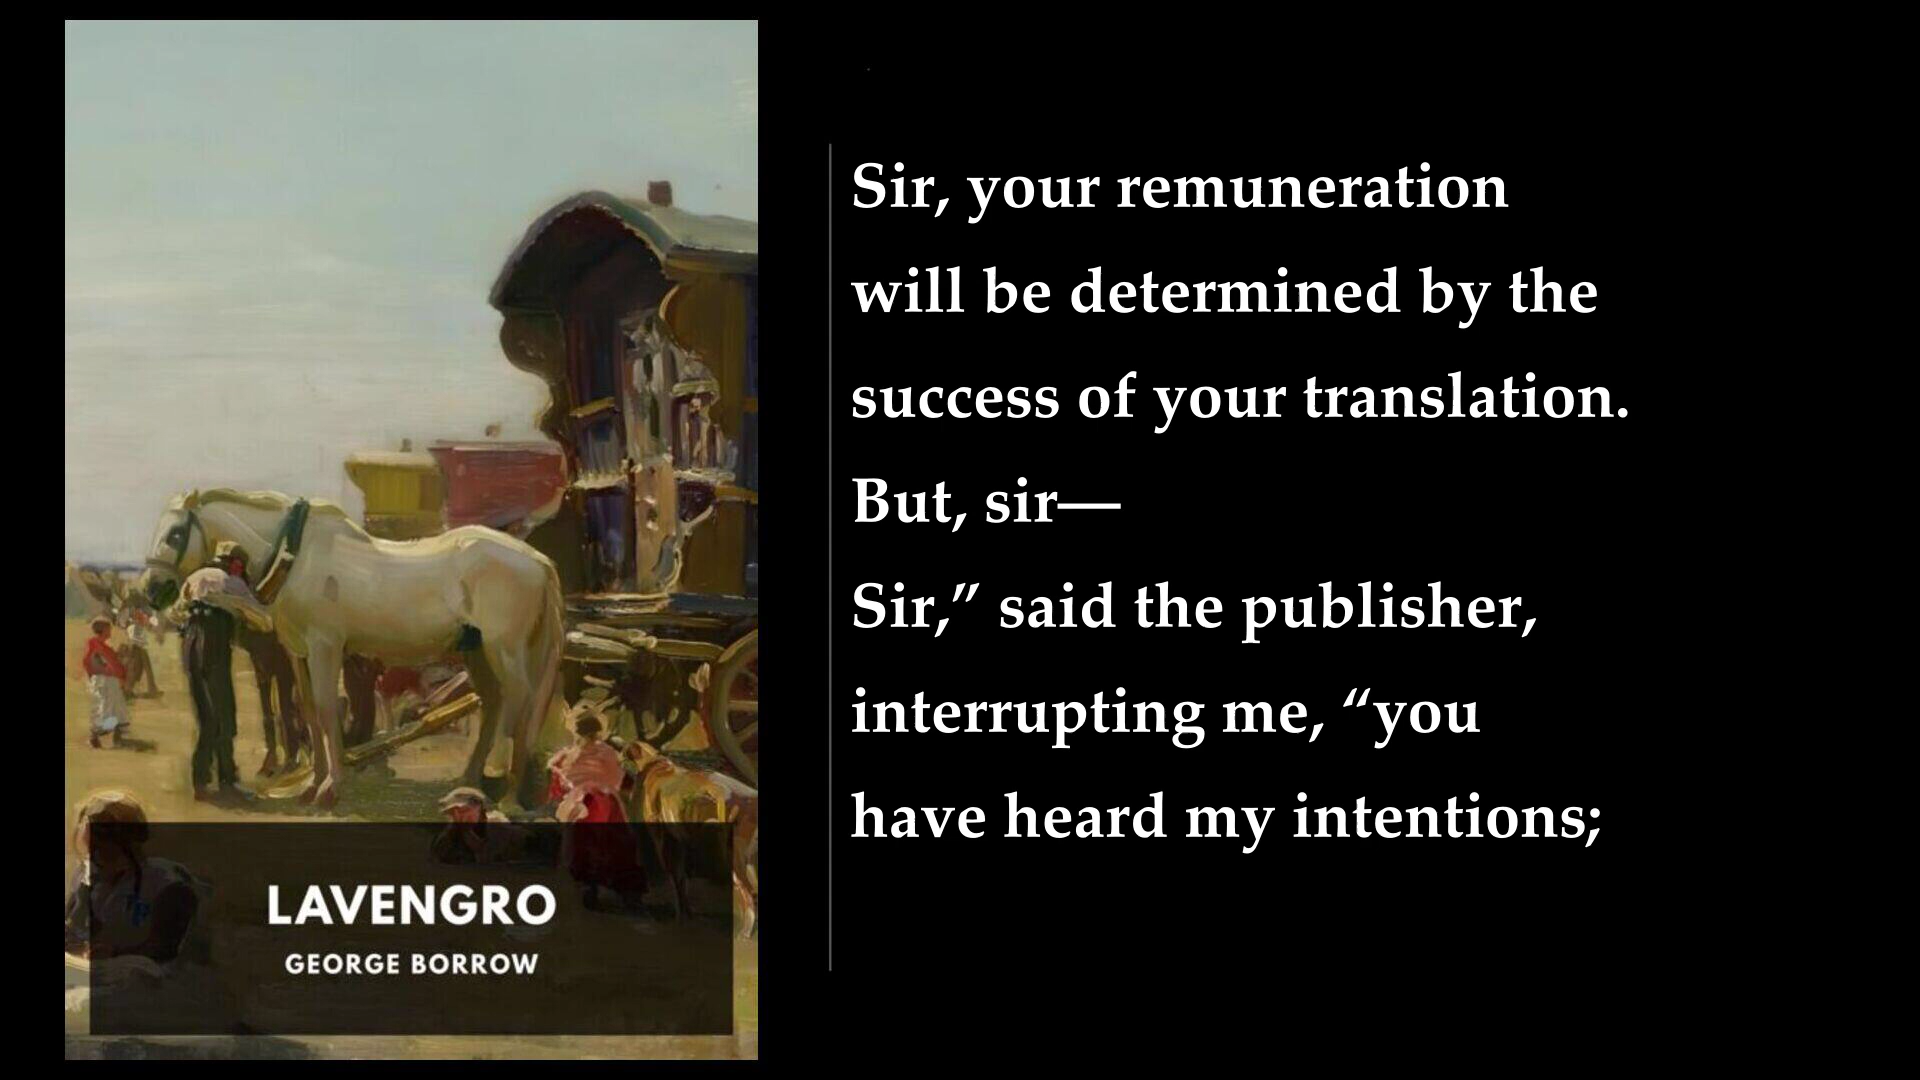 LAVENGRO
GEORGE BORROW
Sir, your remuneration
will be determined by the
success of your translation.
But, sir—
Sir,” said the publisher,
interrupting me, “you
have heard my intentions;